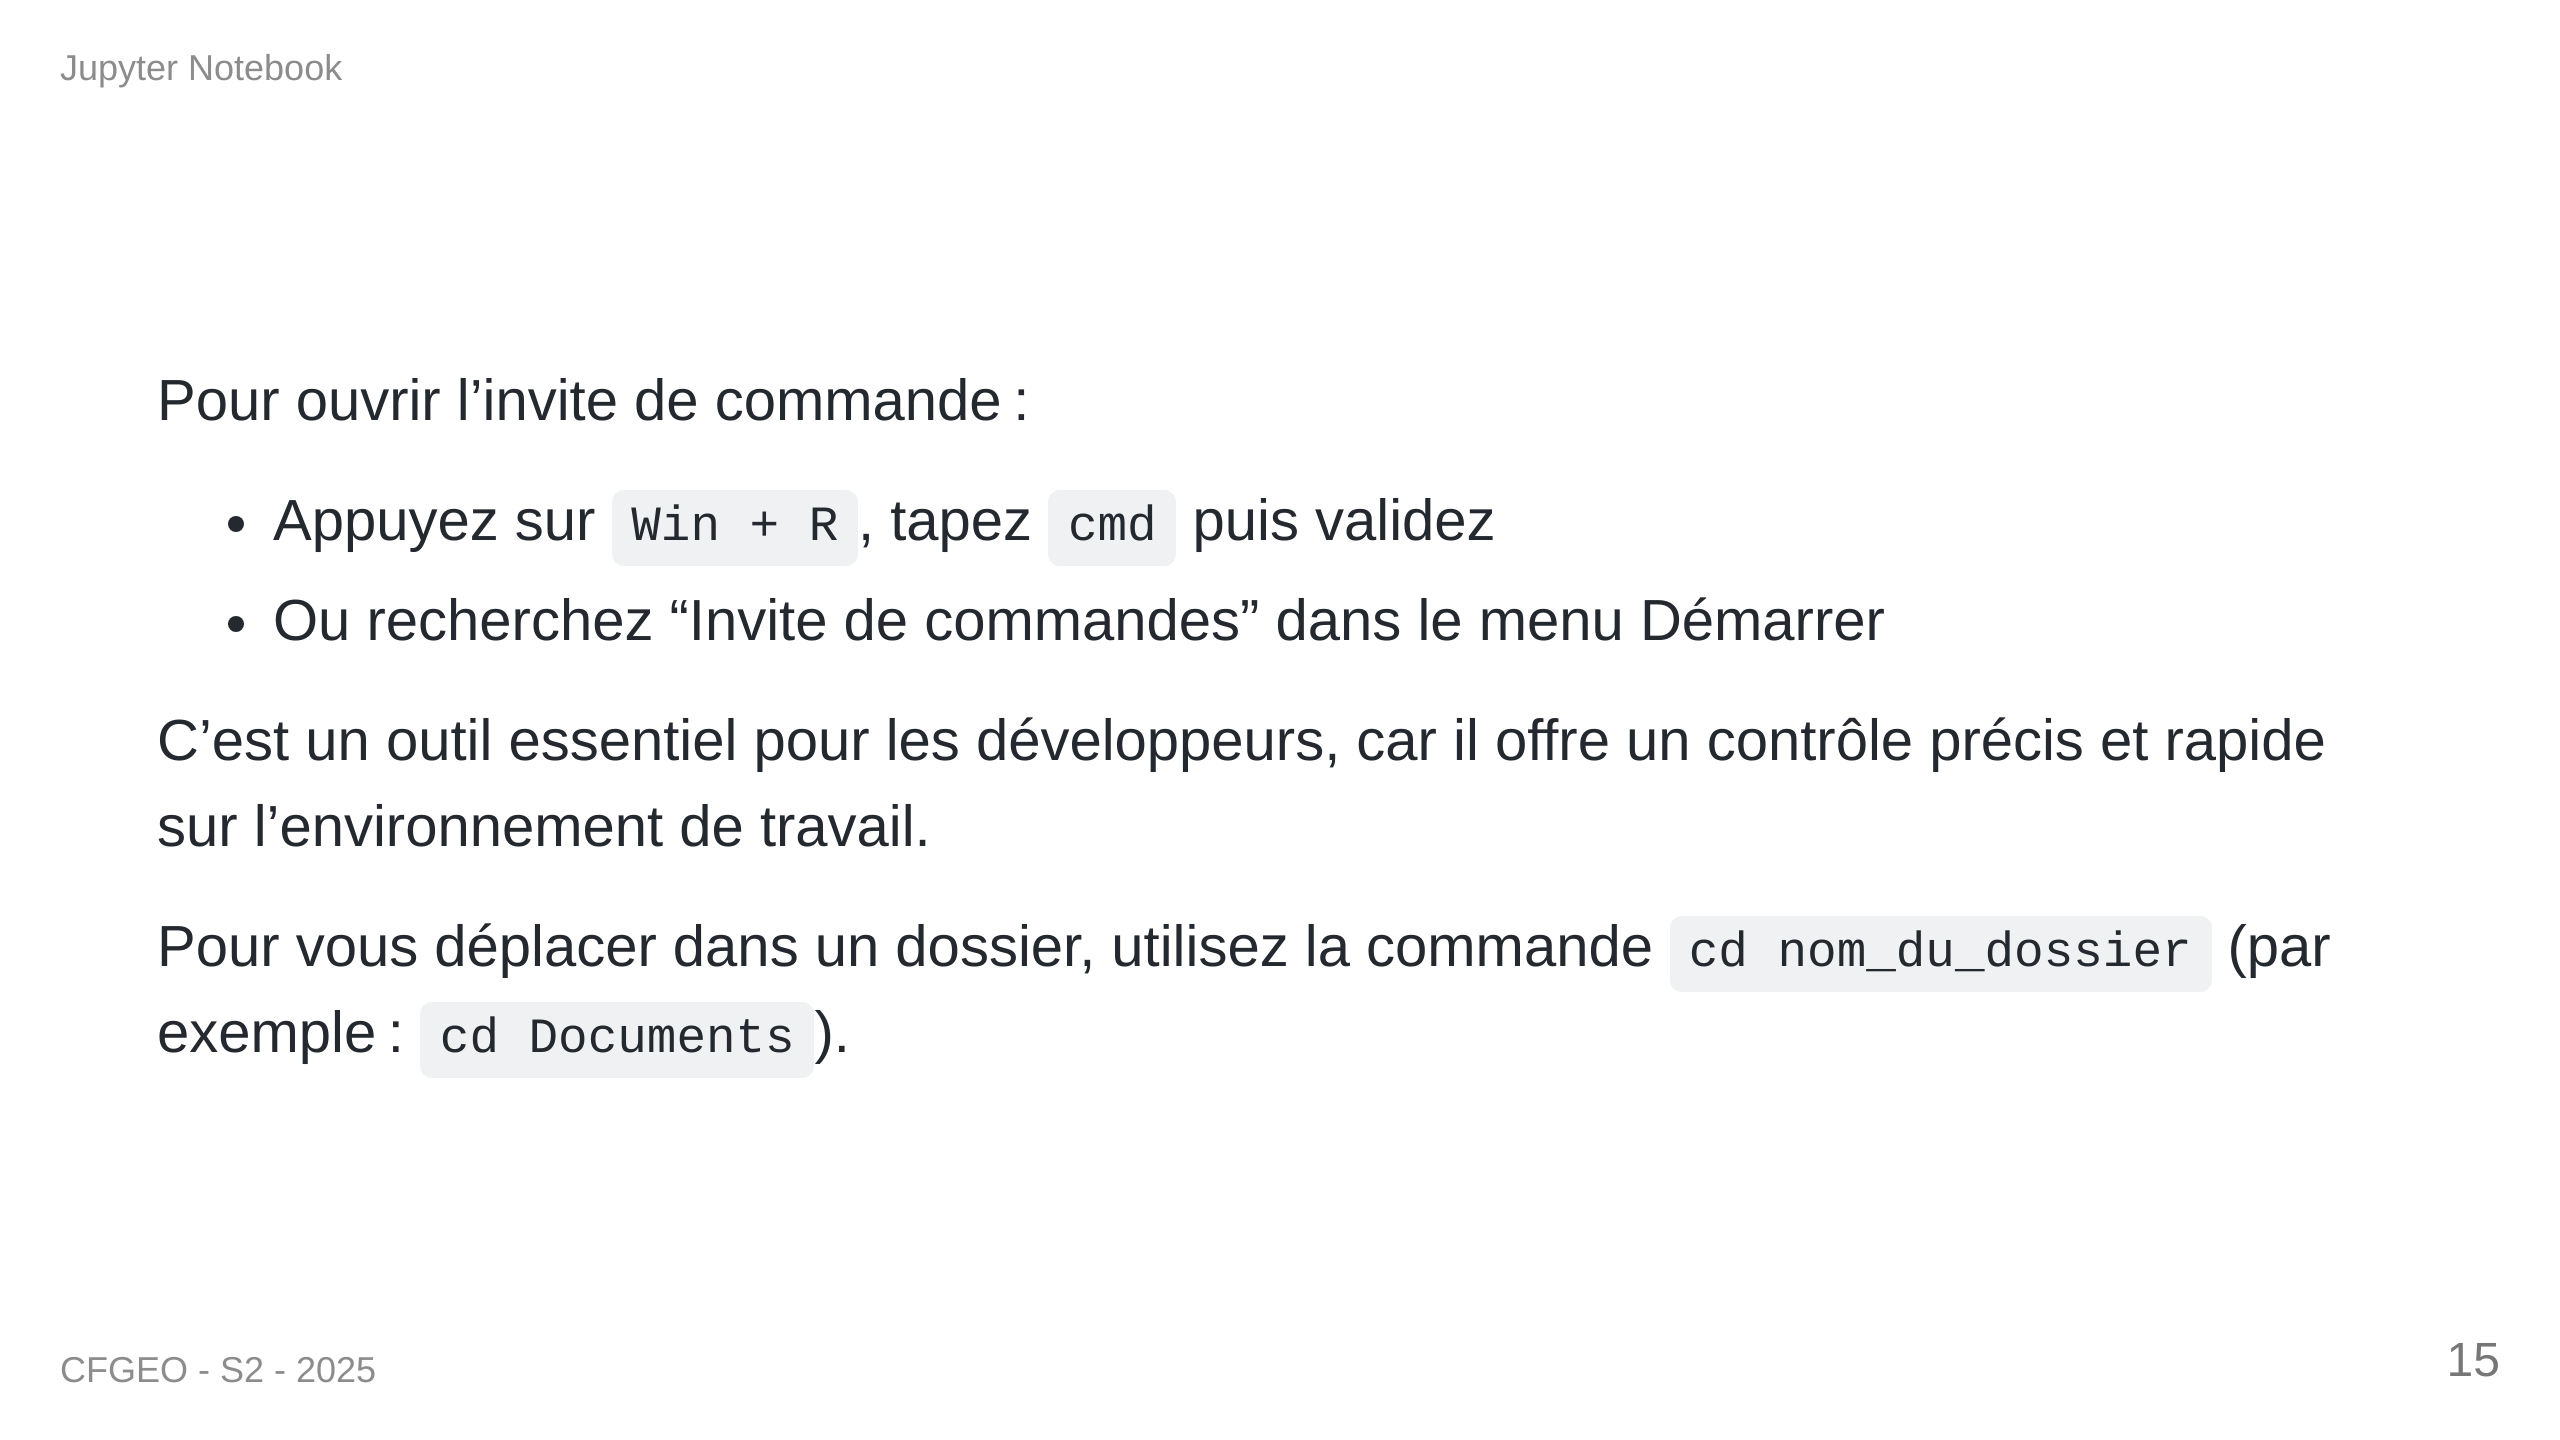 Jupyter Notebook
Pour ouvrir l’invite de commande :
• Appuyez sur Win + R, tapez cmd puis validez
• Ou recherchez “Invite de commandes” dans le menu Démarrer
C’est un outil essentiel pour les développeurs, car il offre un contrôle précis et rapide
sur l’environnement de travail.
Pour vous déplacer dans un dossier, utilisez la commande cd nom_du_dossier (par
exemple : cd Documents).
CFGEO - S2 - 2025
15